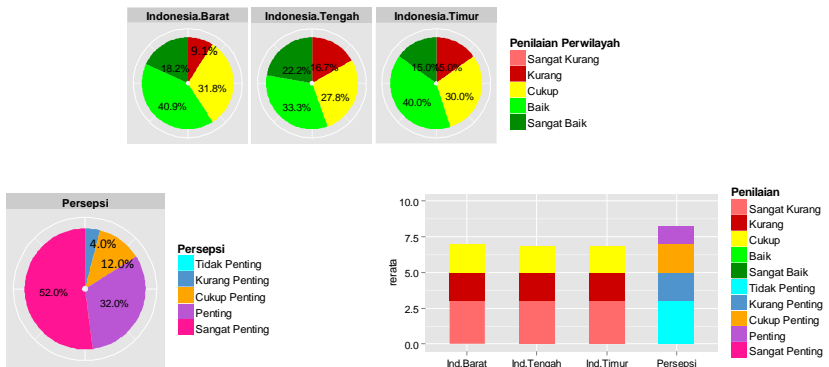 Indonesia.Barat
Indonesia.Tengah
Indonesia.Timur
9.1%
31.8%
40.9%
18.2%
16.7%
27.8%
33.3%
22.2%
15.0%
30.0%
40.0%
15.0%
Penilaian Perwilayah
Sangat Kurang
Kurang
Cukup
Baik
Sangat Baik
Persepsi
4.0%
12.0%
32.0%
52.0%
Persepsi
Tidak Penting
Kurang Penting
Cukup Penting
Penting
Sangat Penting
rerata
10.0
7.5
5.0
2.5
0.0
Ind.Barat
Ind.Tengah
Ind.Timur
Persepsi
Penilaian
Sangat Kurang
Kurang
Cukup
Baik
Sangat Baik
Tidak Penting
Kurang Penting
Cukup Penting
Penting
Sangat Penting